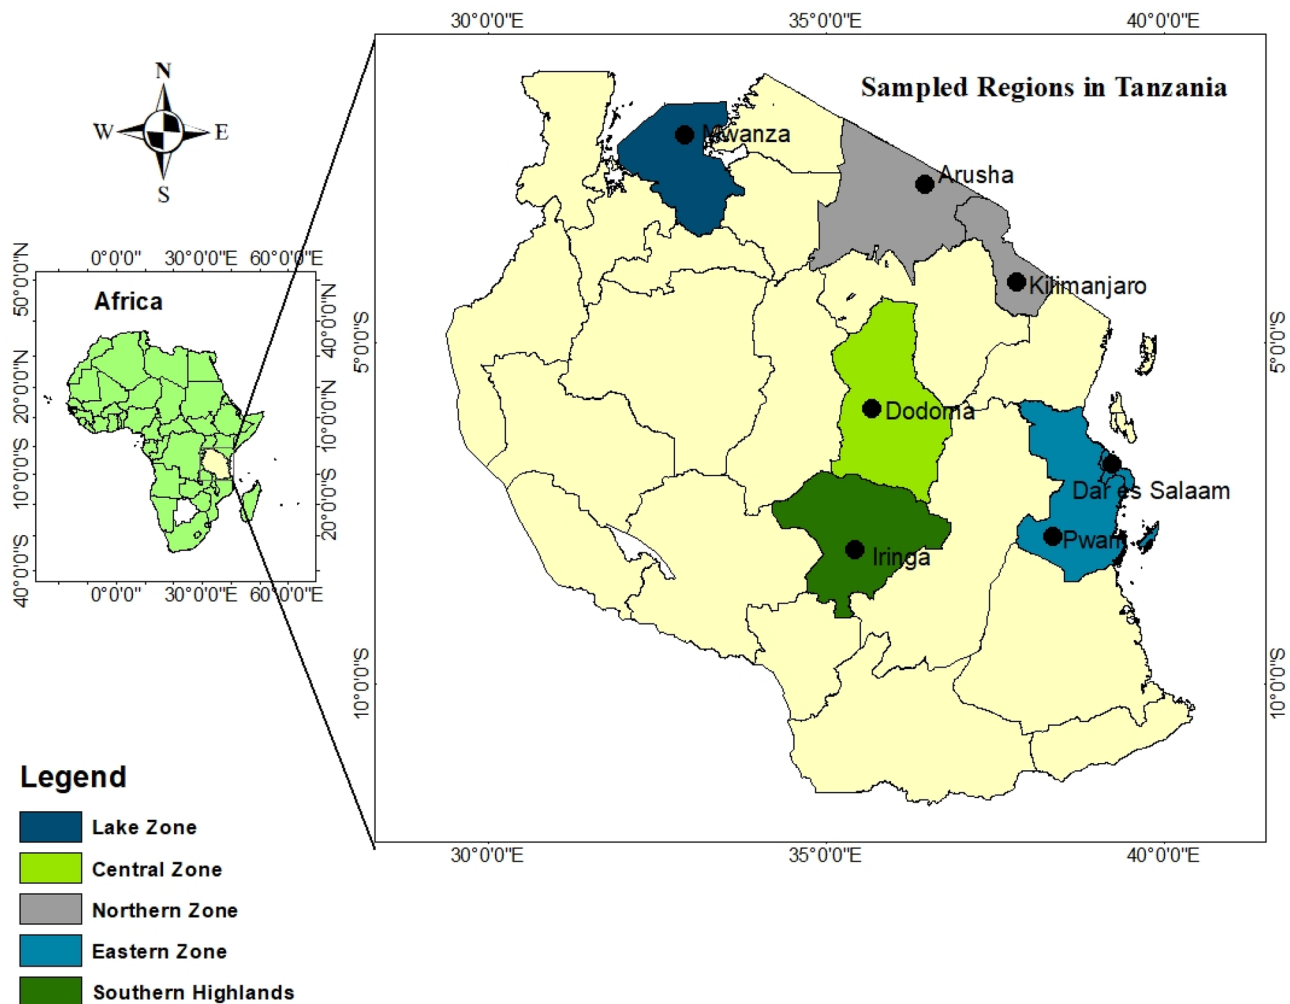 30°0'0"E 35°0'0"E 40°0'0"E
Sampled Regions in Tanzania
N
W E
S
Mwanza
Arusha
Kilimanjaro
Dodoma
Dar es Salaam
Pwani
Iringa
5°0'0"S
5°0'0"S
10°0'0"S
10°0'0"S
30°0'0"E 35°0'0"E 40°0'0"E
0°0'0" 30°0'0"E 60°0'0"E
Africa
50°0'0"N
20°0'0"N
10°0'0"S
40°0'0"S
40°0'0"N
10°0'0"N
20°0'0"S
0°0'0" 30°0'0"E 60°0'0"E
Legend
Lake Zone
Central Zone
Northern Zone
Eastern Zone
Southern Highlands